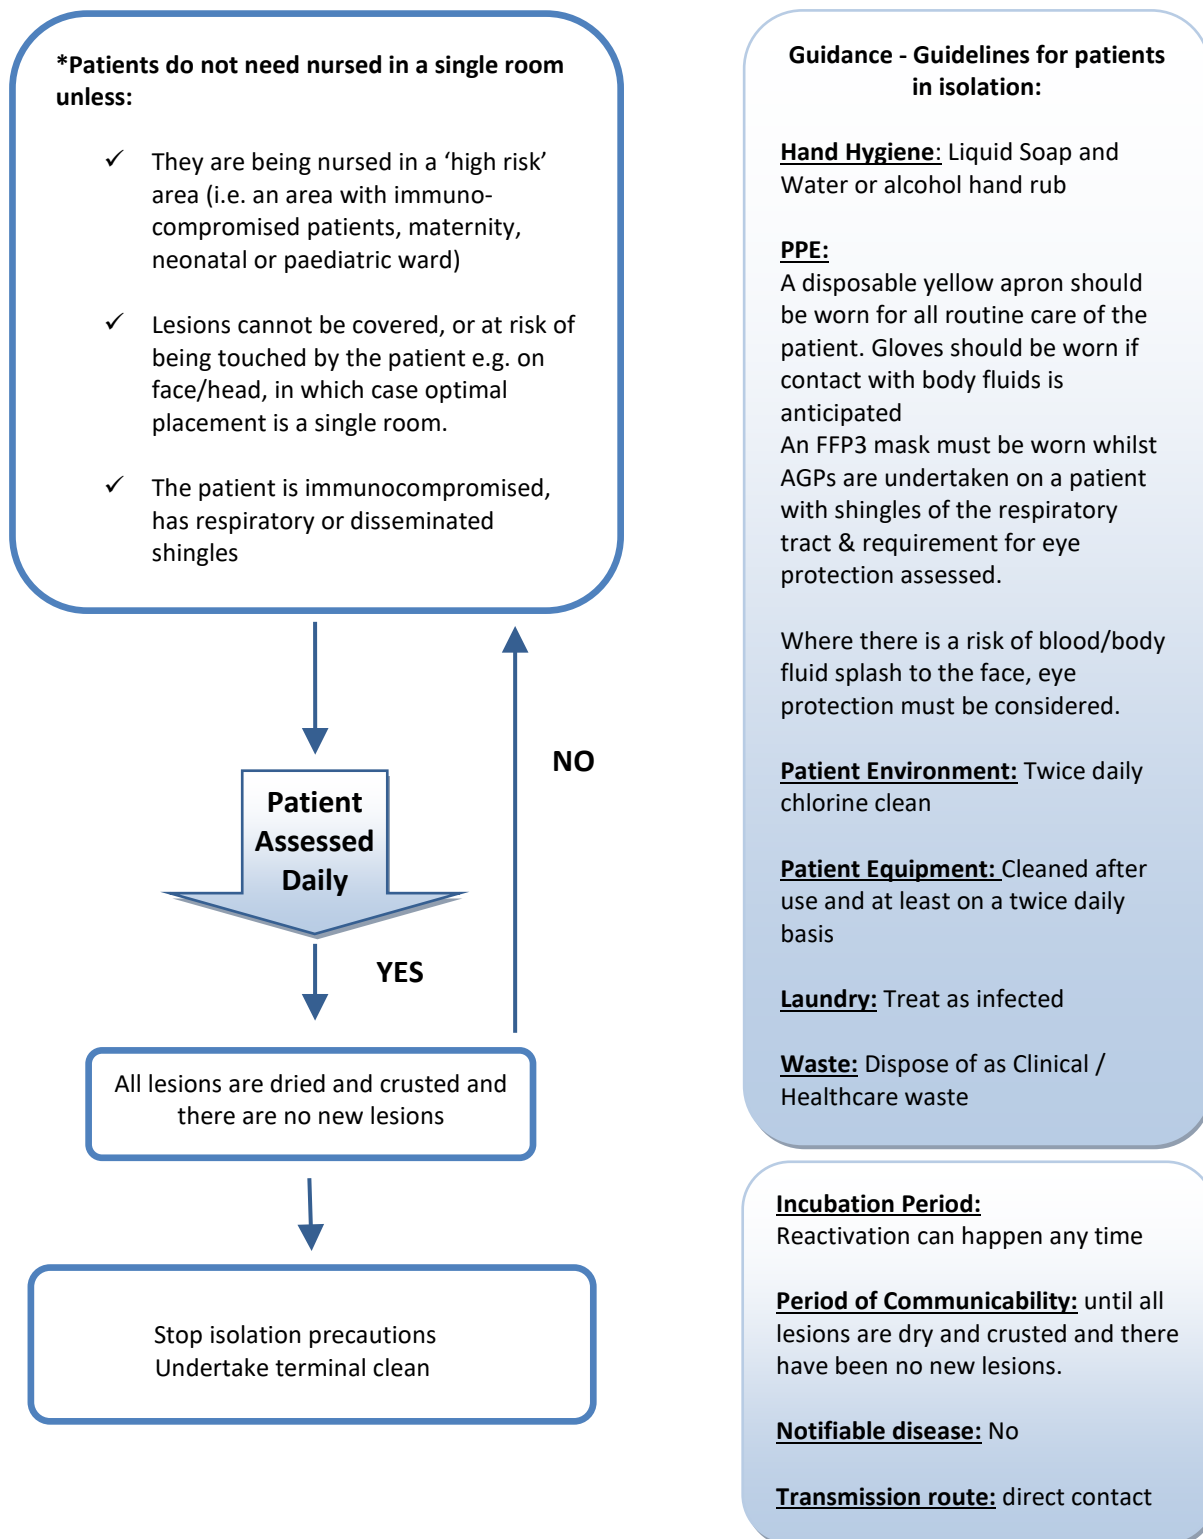 *Patients do not need nursed in a single room
unless:
✓ They are being nursed in a ‘high risk’
area (i.e. an area with immuno-
compromised patients, maternity,
neonatal or paediatric ward)
✓ Lesions cannot be covered, or at risk of
being touched by the patient e.g. on
face/head, in which case optimal
placement is a single room.
✓ The patient is immunocompromised,
has respiratory or disseminated
shingles
NO
Patient
Assessed
Daily
YES
All lesions are dried and crusted and
there are no new lesions
Stop isolation precautions
Undertake terminal clean
Guidance - Guidelines for patients
in isolation:
Hand Hygiene: Liquid Soap and
Water or alcohol hand rub
PPE:
A disposable yellow apron should
be worn for all routine care of the
patient. Gloves should be worn if
contact with body fluids is
anticipated
An FFP3 mask must be worn whilst
AGPs are undertaken on a patient
with shingles of the respiratory
tract & requirement for eye
protection assessed.
Where there is a risk of blood/body
fluid splash to the face, eye
protection must be considered.
Patient Environment: Twice daily
chlorine clean
Patient Equipment: Cleaned after
use and at least on a twice daily
basis
Laundry: Treat as infected
Waste: Dispose of as Clinical /
Healthcare waste
Incubation Period:
Reactivation can happen any time
Period of Communicability: until all
lesions are dry and crusted and there
have been no new lesions.
Notifiable disease: No
Transmission route: direct contact